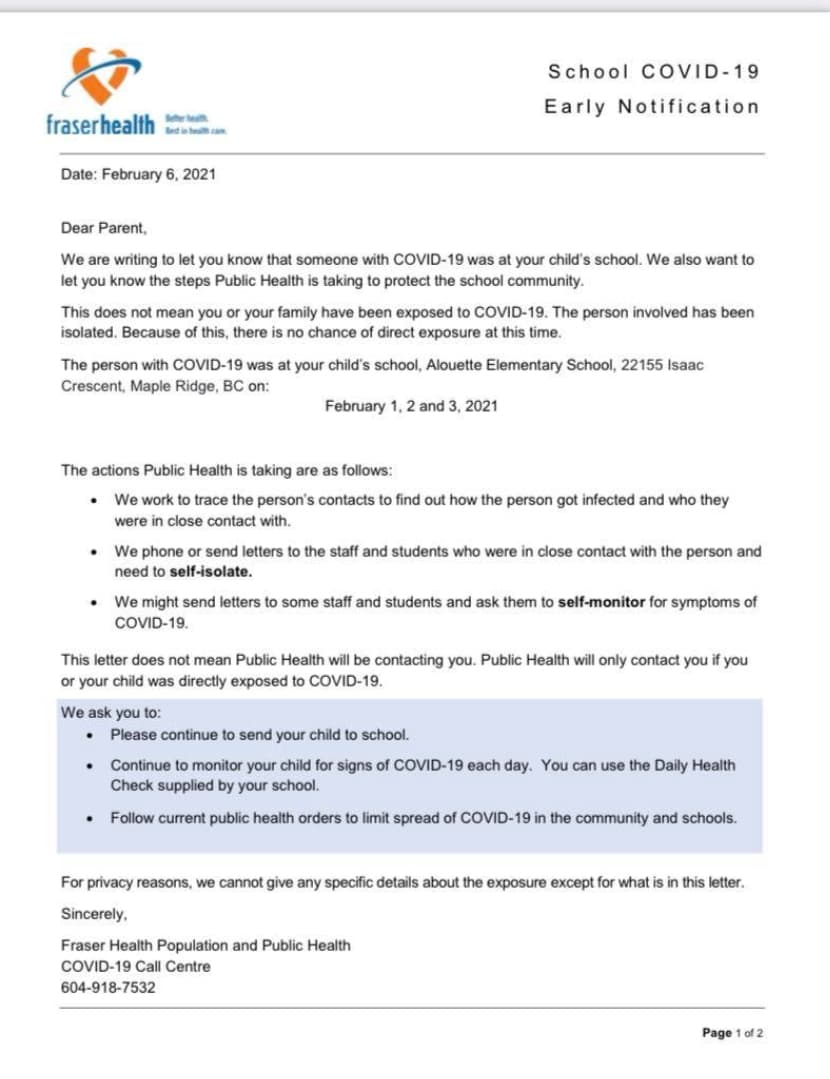 School COVID-19
Early Notification
fraserhealth
Better health.
Best in health care.
Date: February 6, 2021
Dear Parent,
We are writing to let you know that someone with COVID-19 was at your child's school. We also want to
let you know the steps Public Health is taking to protect the school community.
This does not mean you or your family have been exposed to COVID-19. The person involved has been
isolated. Because of this, there is no chance of direct exposure at this time.
The person with COVID-19 was at your child's school, Alouette Elementary School, 22155 Isaac
Crescent, Maple Ridge, BC on:
February 1, 2 and 3, 2021
The actions Public Health is taking are as follows:
• We work to trace the person's contacts to find out how the person got infected and who they
were in close contact with.
• We phone or send letters to the staff and students who were in close contact with the person and
need to self-isolate.
• We might send letters to some staff and students and ask them to self-monitor for symptoms of
COVID-19.
This letter does not mean Public Health will be contacting you. Public Health will only contact you if you
or your child was directly exposed to COVID-19.
We ask you to:
• Please continue to send your child to school.
• Continue to monitor your child for signs of COVID-19 each day. You can use the Daily Health
Check supplied by your school.
• Follow current public health orders to limit spread of COVID-19 in the community and schools.
For privacy reasons, we cannot give any specific details about the exposure except for what is in this letter.
Sincerely,
Fraser Health Population and Public Health
COVID-19 Call Centre
604-918-7532
Page 1 of 2